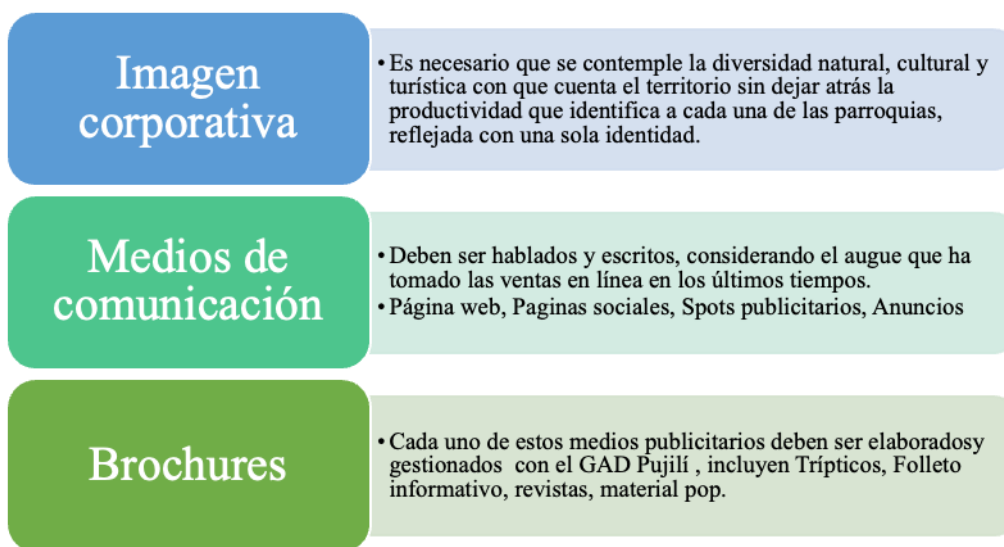 Imagen
corporativa
• Es necesario que se contemple la diversidad natural, cultural y
turística con que cuenta el territorio sin dejar atrás la
productividad que identifica a cada una de las parroquias,
reflejada con una sola identidad.
Medios de
comunicación
• Deben ser hablados y escritos, considerando el augue que ha
tomado las ventas en línea en los últimos tiempos.
• Página web, Paginas sociales, Spots publicitarios, Anuncios
Brochures
• Cada uno de estos medios publicitarios deben ser elaboradosy
gestionados  con el GAD Pujilí , incluyen Trípticos, Folleto
informativo, revistas, material pop.